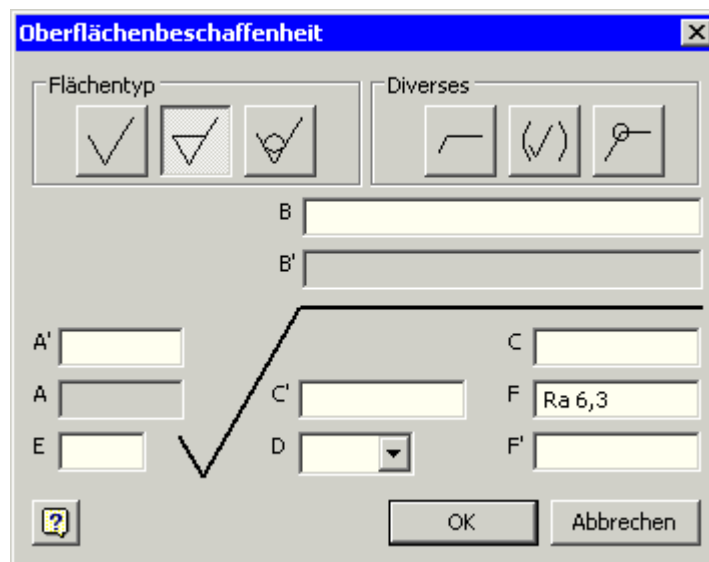 Oberflächenbeschaffenheit
Flächentyp
Diverses
B
B'
A'
C
A
C'
F Ra 6,3
E
D
F'
?
OK
Abbrechen